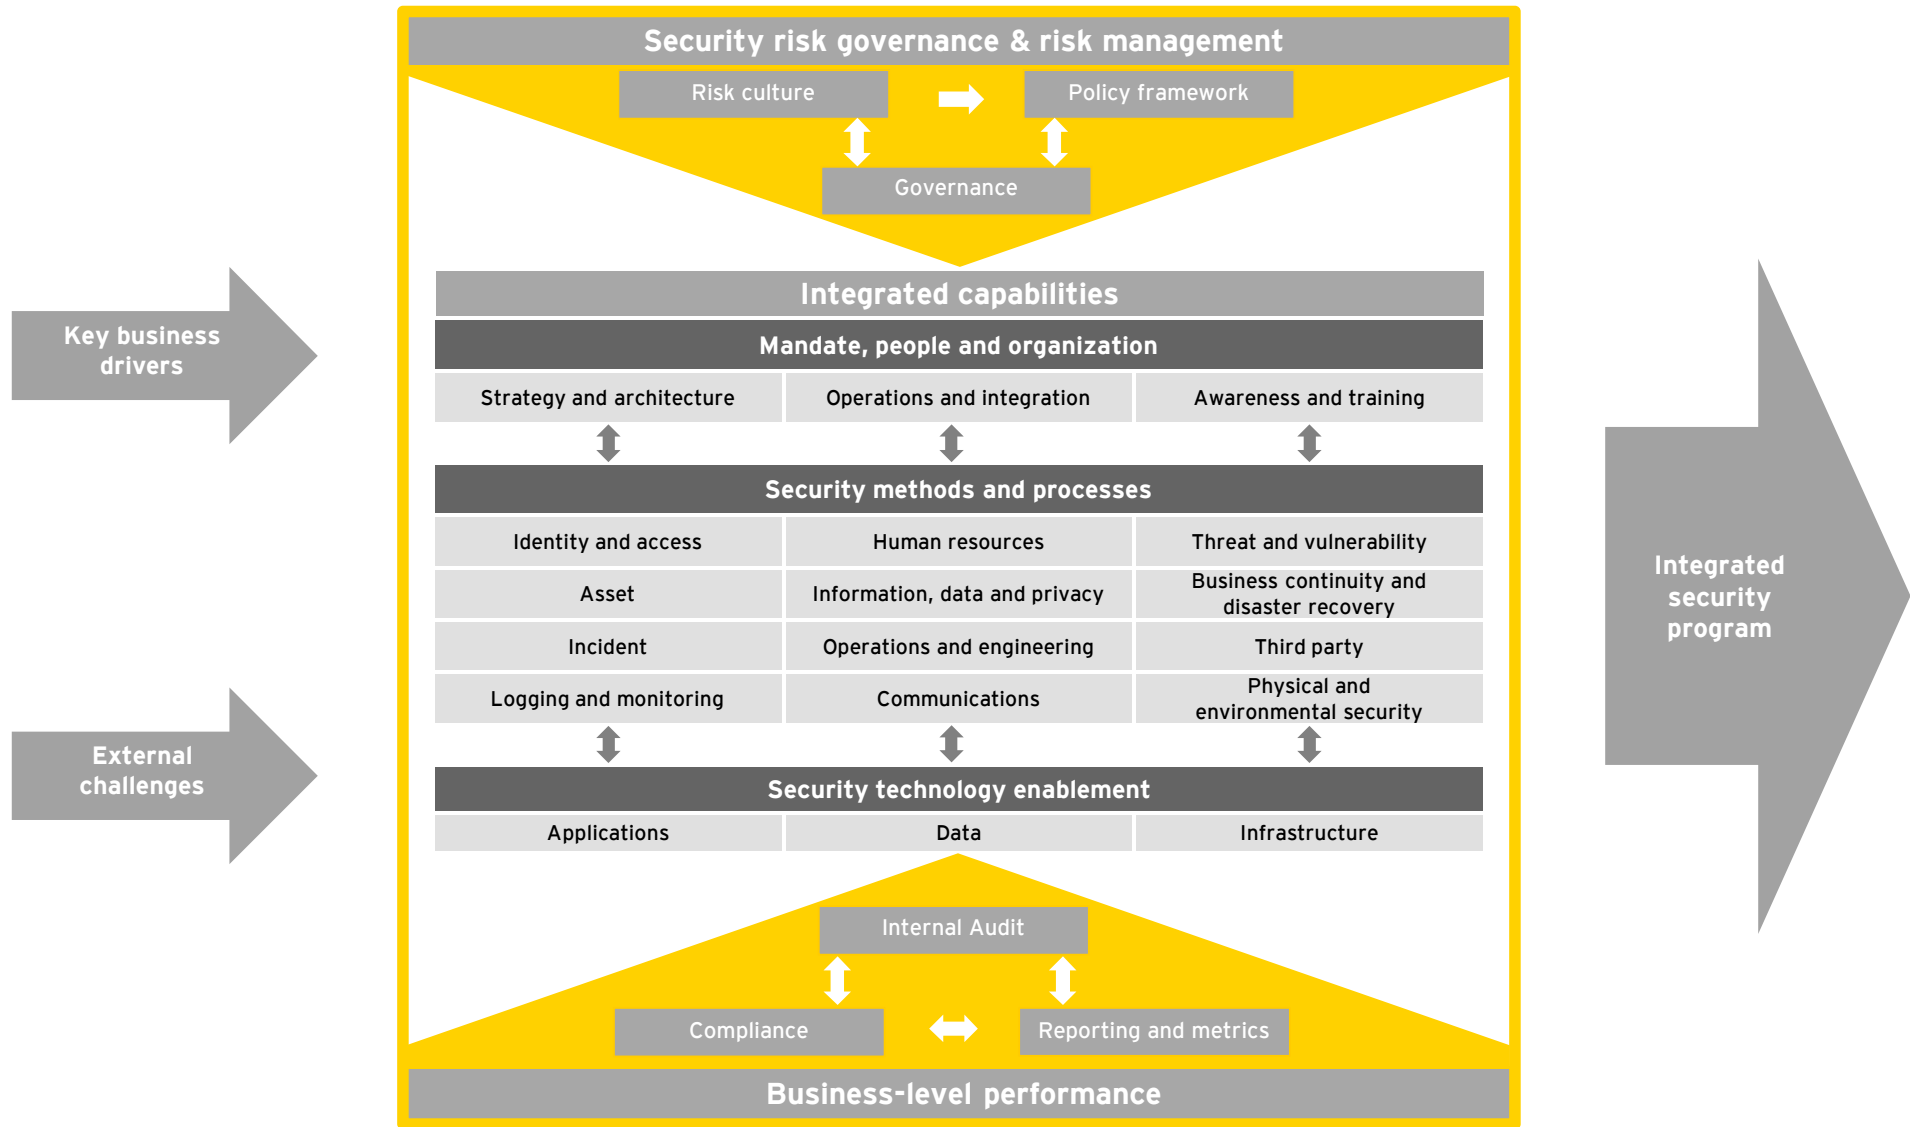 Security risk governance & risk management
Risk culture
Policy framework
Governance
Key business
drivers
External
challenges
Integrated capabilities
Mandate, people and organization
Strategy and architecture
Operations and integration
Awareness and training
Security methods and processes
Identity and access
Human resources
Threat and vulnerability
Asset
Information, data and privacy
Business continuity and
disaster recovery
Incident
Operations and engineering
Third party
Logging and monitoring
Communications
Physical and
environmental security
Security technology enablement
Applications
Data
Infrastructure
Internal Audit
Compliance
Reporting and metrics
Business-level performance
Integrated
security
program